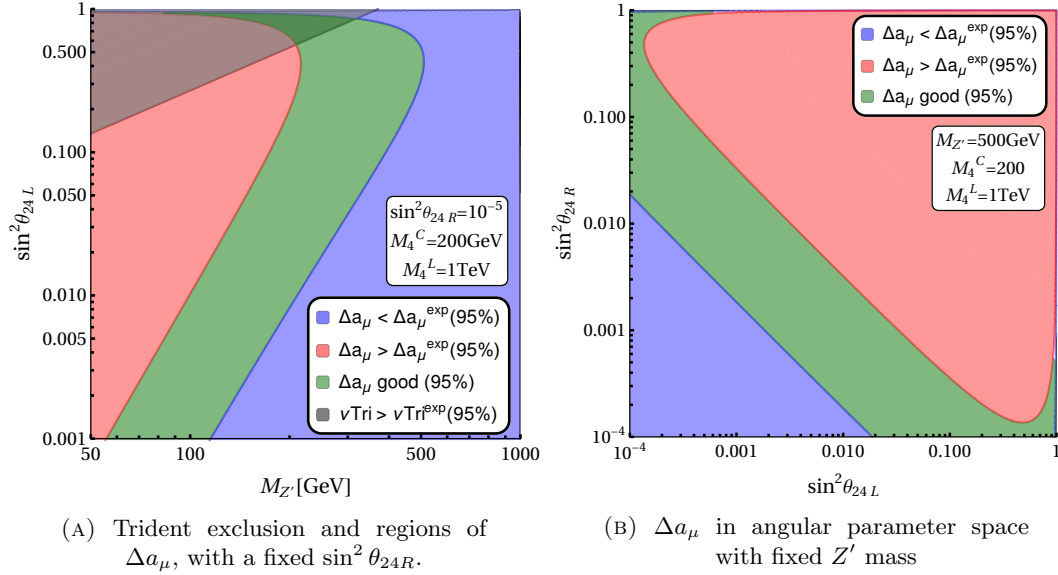 1
0.500
0.100
0.050
0.010
0.005
0.001
sin²θ₂₄ L
50
100
500
1000
M_Z'[GeV]
sin²θ₂₄ R=10⁻⁵
M₄ᶜ=200GeV
M₄ᴸ=1TeV
Δaμ < Δaμᵉˣᵖ(95%)
Δaμ > Δaμᵉˣᵖ(95%)
Δaμ good (95%)
νTri > νTriᵉˣᵖ(95%)
(A) Trident exclusion and regions of
Δaμ, with a fixed sin² θ₂₄R.
1
0.100
0.010
0.001
10⁻⁴
sin²θ₂₄ R
10⁻⁴
0.001
0.010
0.100
1
sin²θ₂₄ L
Δaμ < Δaμᵉˣᵖ(95%)
Δaμ > Δaμᵉˣᵖ(95%)
Δaμ good (95%)
M_Z'=500GeV
M₄ᶜ=200
M₄ᴸ=1TeV
(B) Δaμ in angular parameter space
with fixed Z′ mass